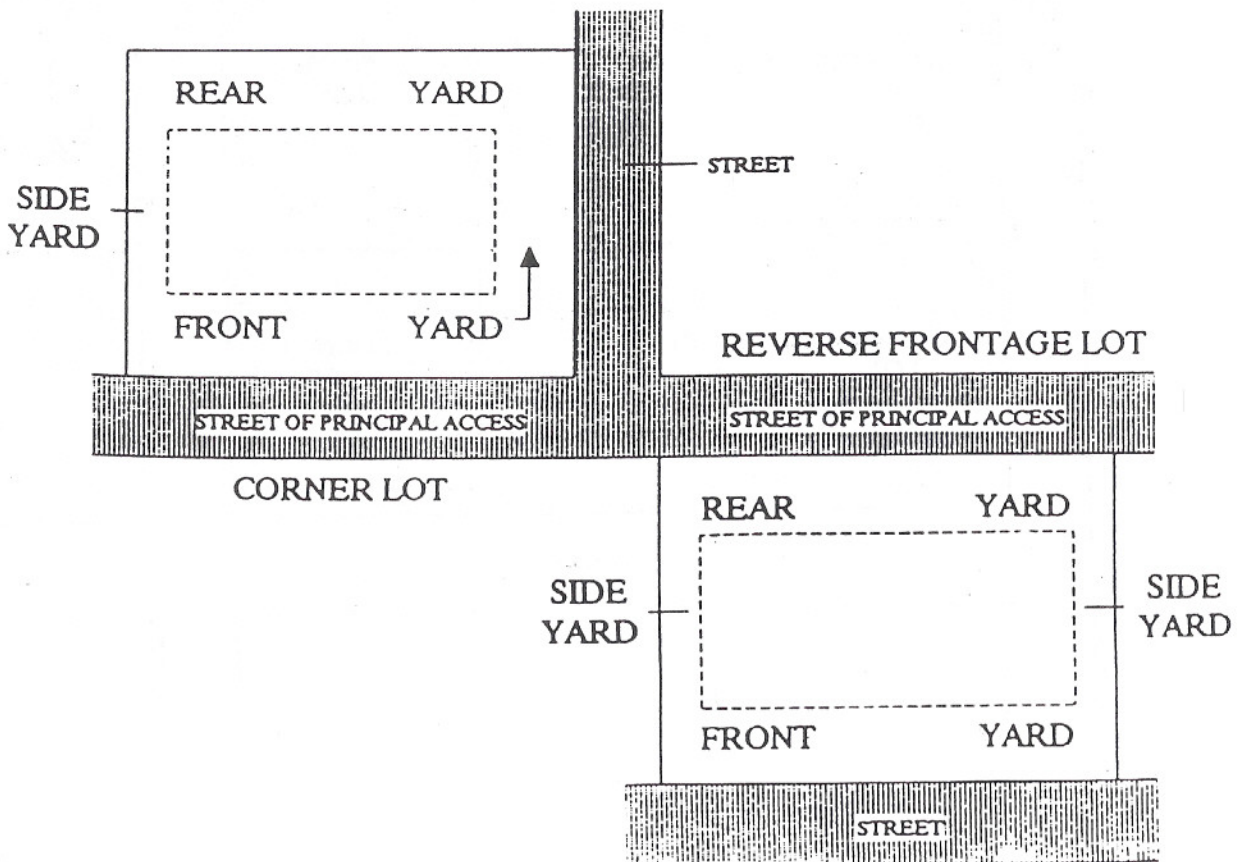 REAR YARD
STREET
SIDE
YARD
FRONT YARD
REVERSE FRONTAGE LOT
STREET OF PRINCIPAL ACCESS
STREET OF PRINCIPAL ACCESS
CORNER LOT
REAR YARD
SIDE
YARD
SIDE
YARD
FRONT YARD
STREET